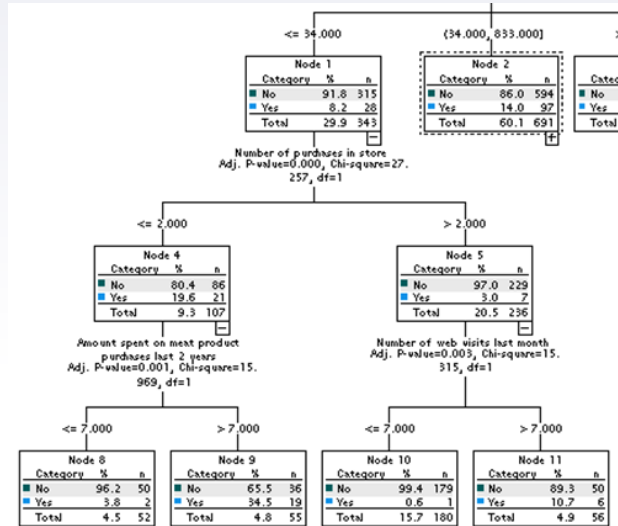 <= 34.000
(34.000, 833.000]
Node 1
Category % n
No 91.8 315
Yes 8.2 28
Total 29.9 343
Node 2
Category % n
No 86.0 594
Yes 14.0 97
Total 60.1 691
Categ
No
Yes
Total
Number of purchases in store
Adj. P-value=0.000, Chi-square=27.
257, df=1
<= 2.000
> 2.000
Node 4
Category % n
No 80.4 86
Yes 19.6 21
Total 9.3 107
Node 5
Category % n
No 97.0 229
Yes 3.0 7
Total 20.5 236
Amount spent on meat product
purchases last 2 years
Adj. P-value=0.001, Chi-square=15.
969, df=1
Number of web visits last month
Adj. P-value=0.003, Chi-square=15.
315, df=1
<= 7.000
> 7.000
<= 7.000
> 7.000
Node 8
Category % n
No 96.2 50
Yes 3.8 2
Total 4.5 52
Node 9
Category % n
No 65.5 36
Yes 34.5 19
Total 4.8 55
Node 10
Category % n
No 99.4 179
Yes 0.6 1
Total 15.7 180
Node 11
Category % n
No 89.3 50
Yes 10.7 6
Total 4.9 56